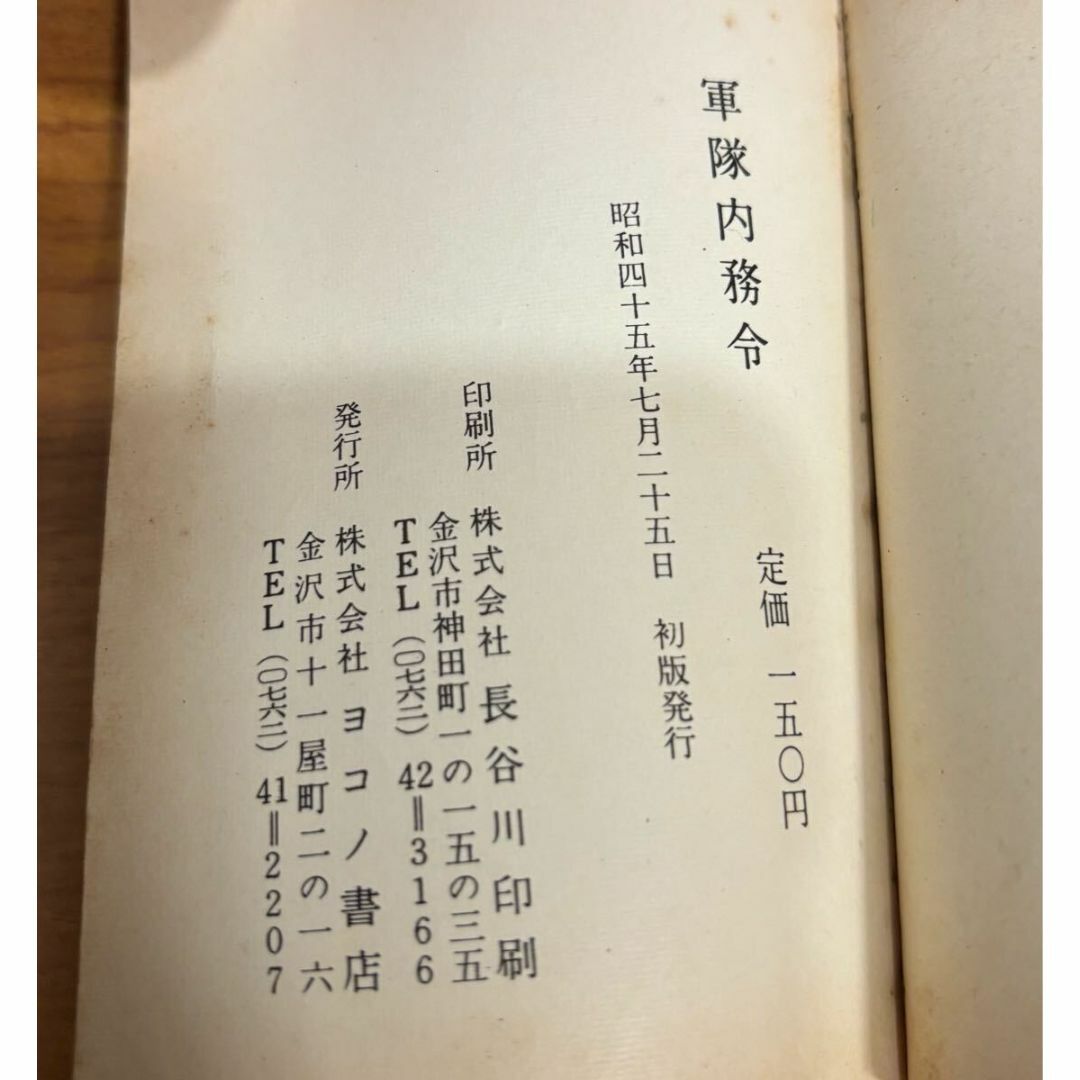 軍隊内務令
定価 一五〇円
昭和四十五年七月二十五日 初版発行
印刷所 株式会社 長谷川印刷
金沢市神田町一の一五の三五
TEL (〇七六二) 42=3166
発行所 株式会社 ヨコノ書店
金沢市十一屋町二の一六
TEL (〇七六二) 41=2207